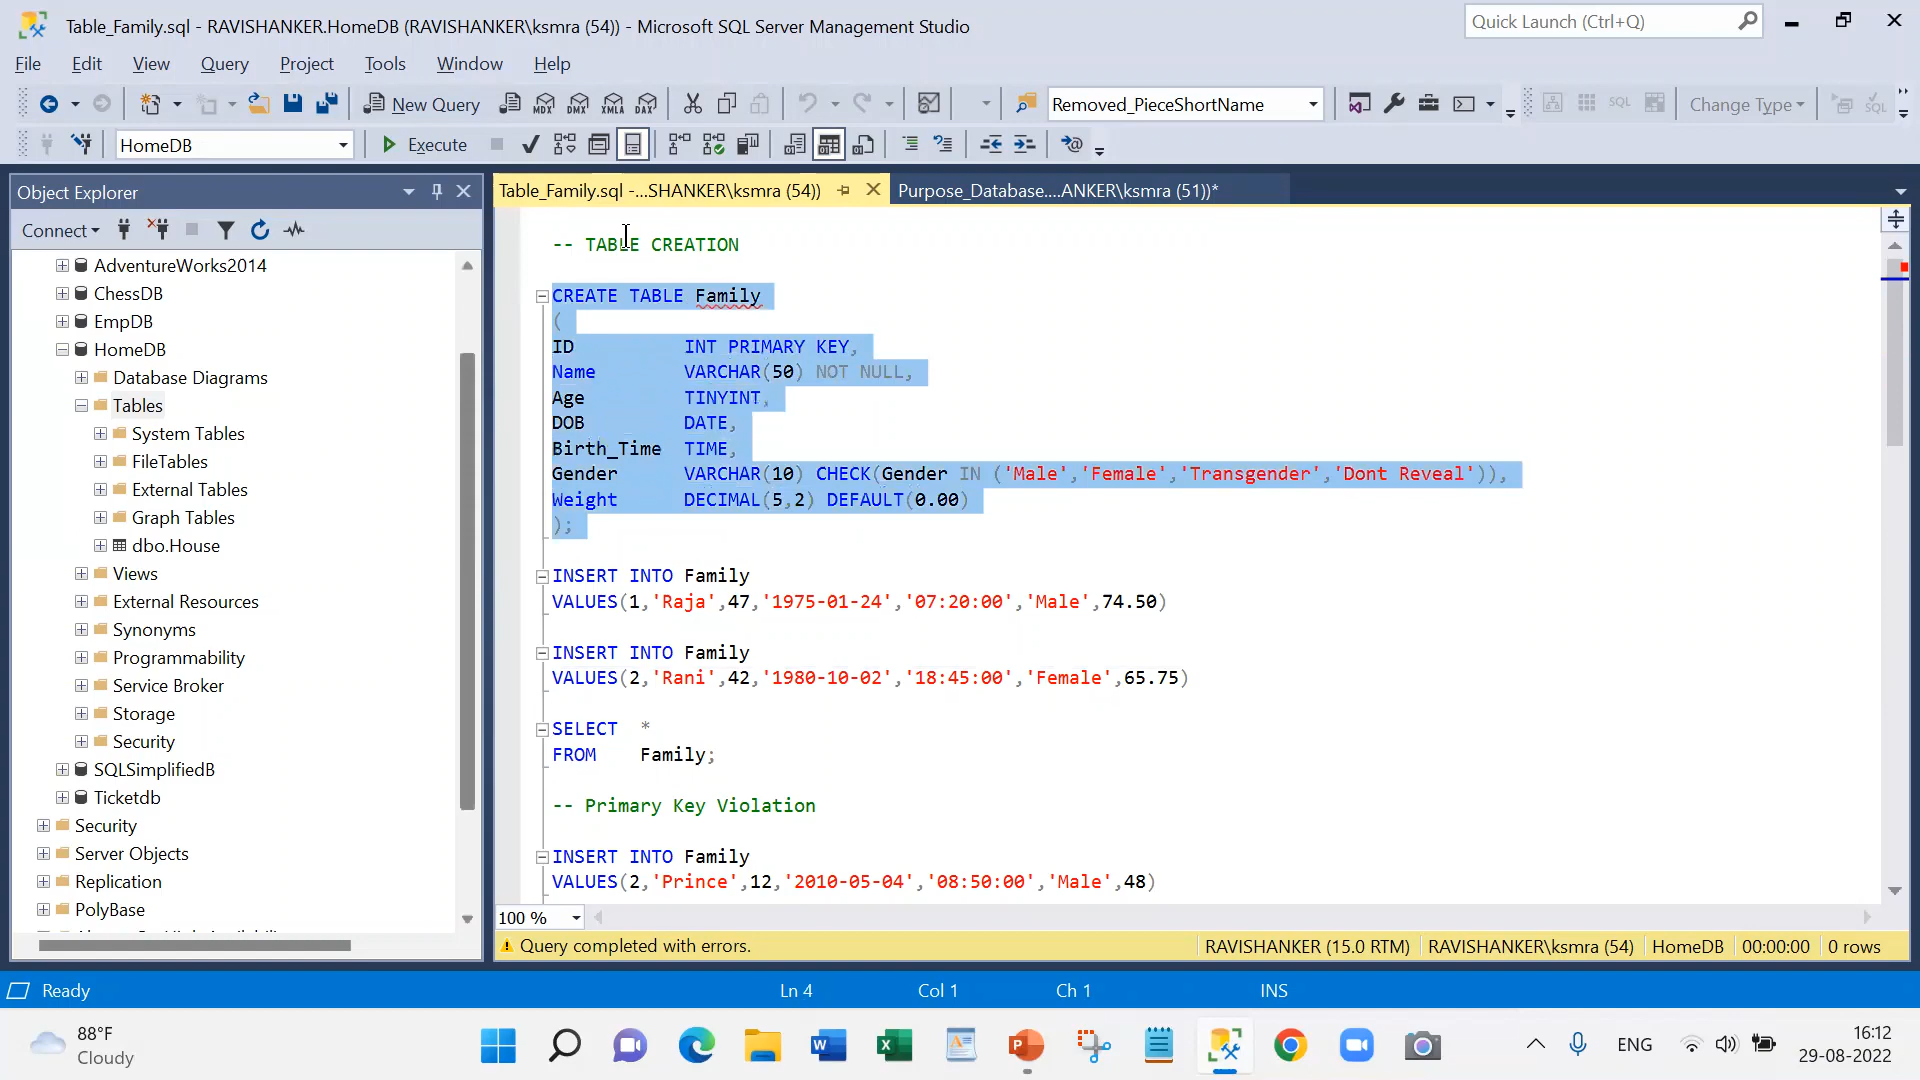 Table_Family.sql - RAVISHANKER.HomeDB (RAVISHANKER\ksmra (54)) - Microsoft SQL Server Management Studio
Quick Launch (Ctrl+Q)
File Edit View Query Project Tools Window Help
New Query MDX DMX XMLA DAX Removed_PieceShortName SQL Change Type SQL
HomeDB Execute
Object Explorer
Table_Family.sql -...SHANKER\ksmra (54))
Purpose_Database....ANKER\ksmra (51))*
Connect
AdventureWorks2014
ChessDB
EmpDB
HomeDB
Database Diagrams
Tables
System Tables
FileTables
External Tables
Graph Tables
dbo.House
Views
External Resources
Synonyms
Programmability
Service Broker
Storage
Security
SQLSimplifiedB
Ticketdb
Security
Server Objects
Replication
PolyBase
-- TABLE CREATION
CREATE TABLE Family
(
ID INT PRIMARY KEY,
Name VARCHAR(50) NOT NULL,
Age TINYINT,
DOB DATE,
Birth_Time TIME,
Gender VARCHAR(10) CHECK(Gender IN ('Male','Female','Transgender','Dont Reveal')),
Weight DECIMAL(5,2) DEFAULT(0.00)
);
INSERT INTO Family
VALUES(1,'Raja',47,'1975-01-24','07:20:00','Male',74.50)
INSERT INTO Family
VALUES(2,'Rani',42,'1980-10-02','18:45:00','Female',65.75)
SELECT *
FROM Family;
-- Primary Key Violation
INSERT INTO Family
VALUES(2,'Prince',12,'2010-05-04','08:50:00','Male',48)
100 %
Query completed with errors. RAVISHANKER (15.0 RTM) RAVISHANKER\ksmra (54) HomeDB 00:00:00 0 rows
Ready Ln 4 Col 1 Ch 1 INS
88°F
Cloudy
ENG
16:12
29-08-2022